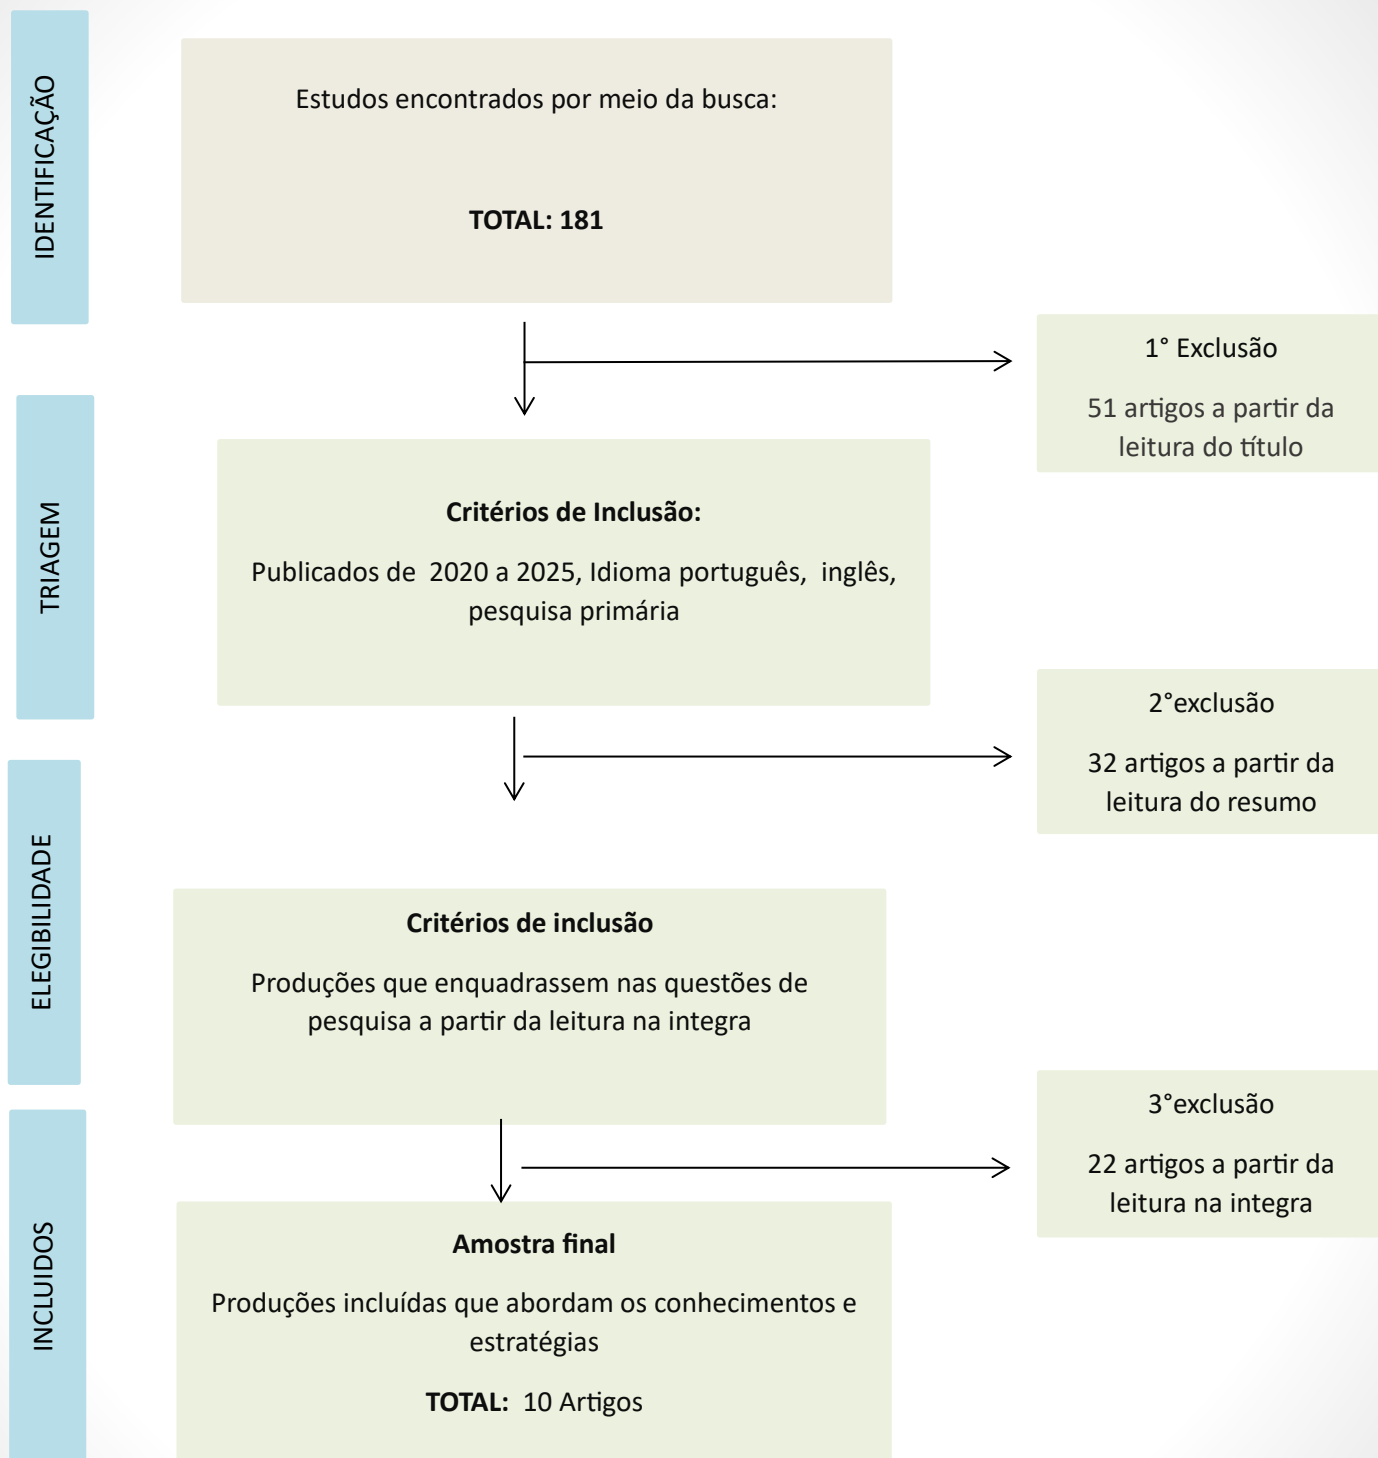 IDENTIFICAÇÃO
Estudos encontrados por meio da busca:
TOTAL: 181
1° Exclusão
51 artigos a partir da
leitura do título
TRIAGEM
Critérios de Inclusão:
Publicados de 2020 a 2025, Idioma português, inglês,
pesquisa primária
2°exclusão
32 artigos a partir da
leitura do resumo
ELEGIBILIDADE
Critérios de inclusão
Produções que enquadrassem nas questões de
pesquisa a partir da leitura na integra
3°exclusão
22 artigos a partir da
leitura na integra
INCLUIDOS
Amostra final
Produções incluídas que abordam os conhecimentos e
estratégias
TOTAL: 10 Artigos